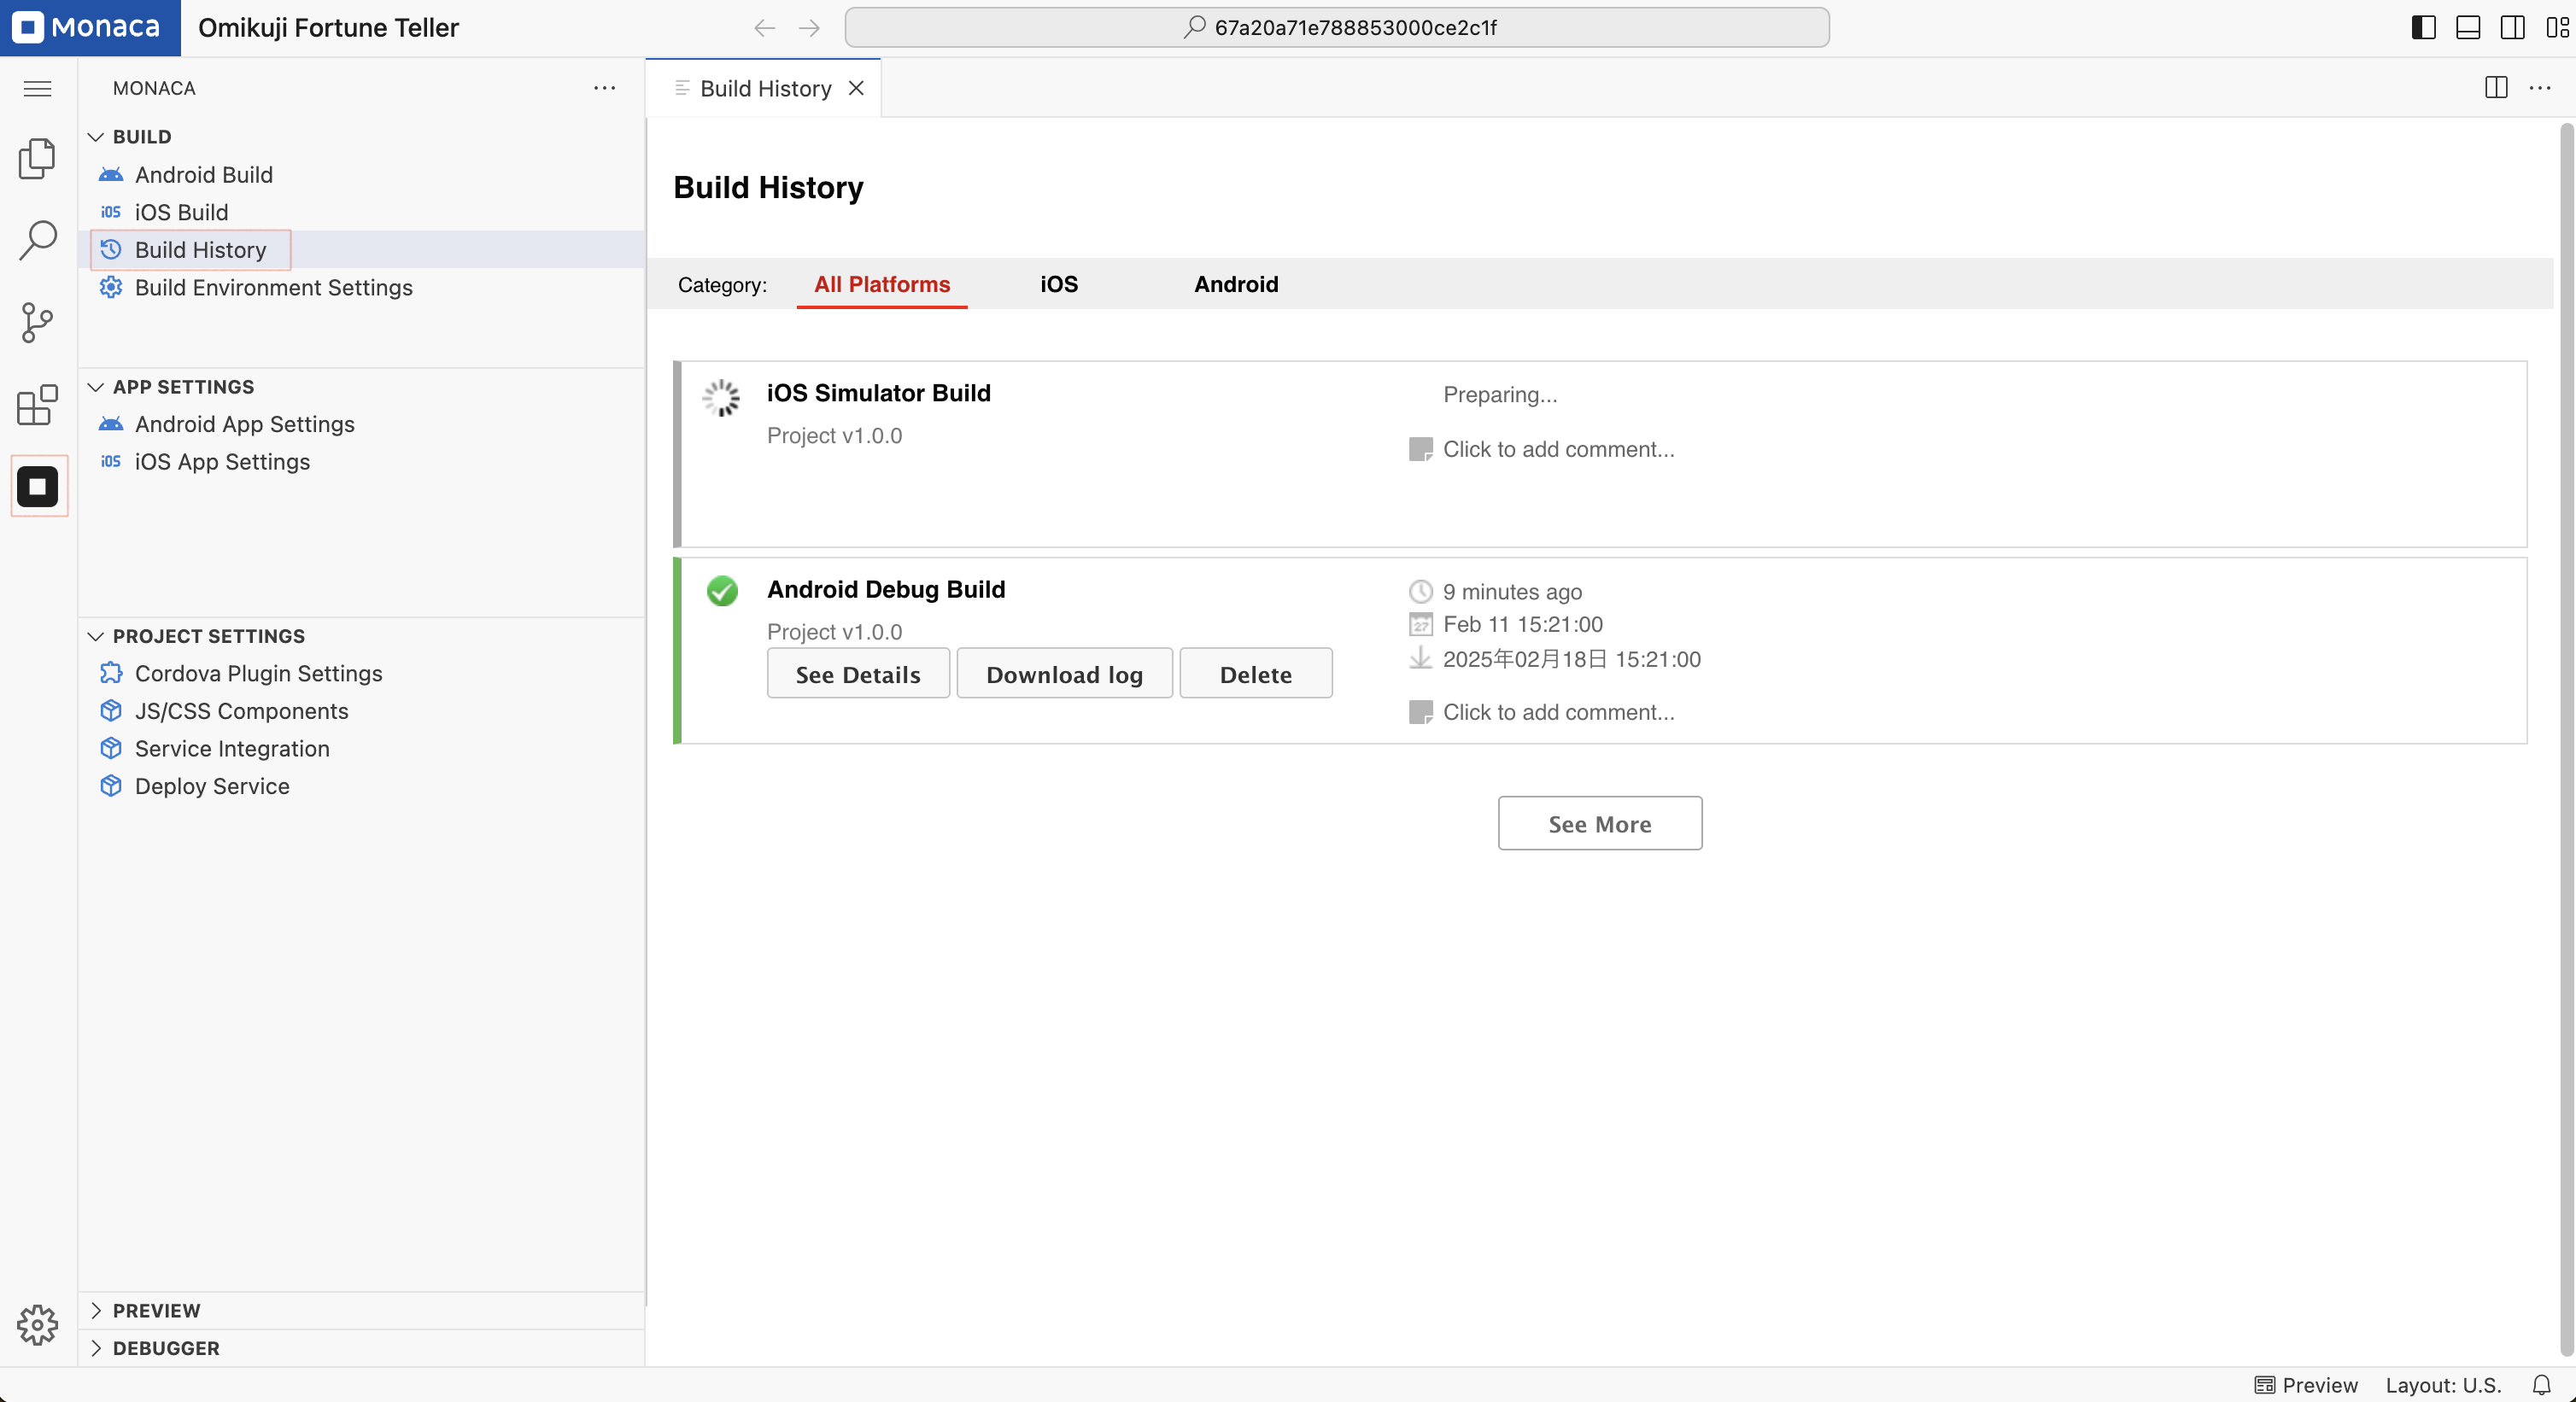 Monaca
Omikuji Fortune Teller
67a20a71e788853000ce2c1f
MONACA
BUILD
Android Build
iOS iOS Build
Build History
Build Environment Settings
APP SETTINGS
Android App Settings
iOS iOS App Settings
PROJECT SETTINGS
Cordova Plugin Settings
JS/CSS Components
Service Integration
Deploy Service
PREVIEW
DEBUGGER
Build History
Build History
Category: All Platforms iOS Android
iOS Simulator Build
Project v1.0.0
Preparing...
Click to add comment...
Android Debug Build
Project v1.0.0
See Details Download log Delete
9 minutes ago
27 Feb 11 15:21:00
2025年02月18日 15:21:00
Click to add comment...
See More
Preview Layout: U.S.